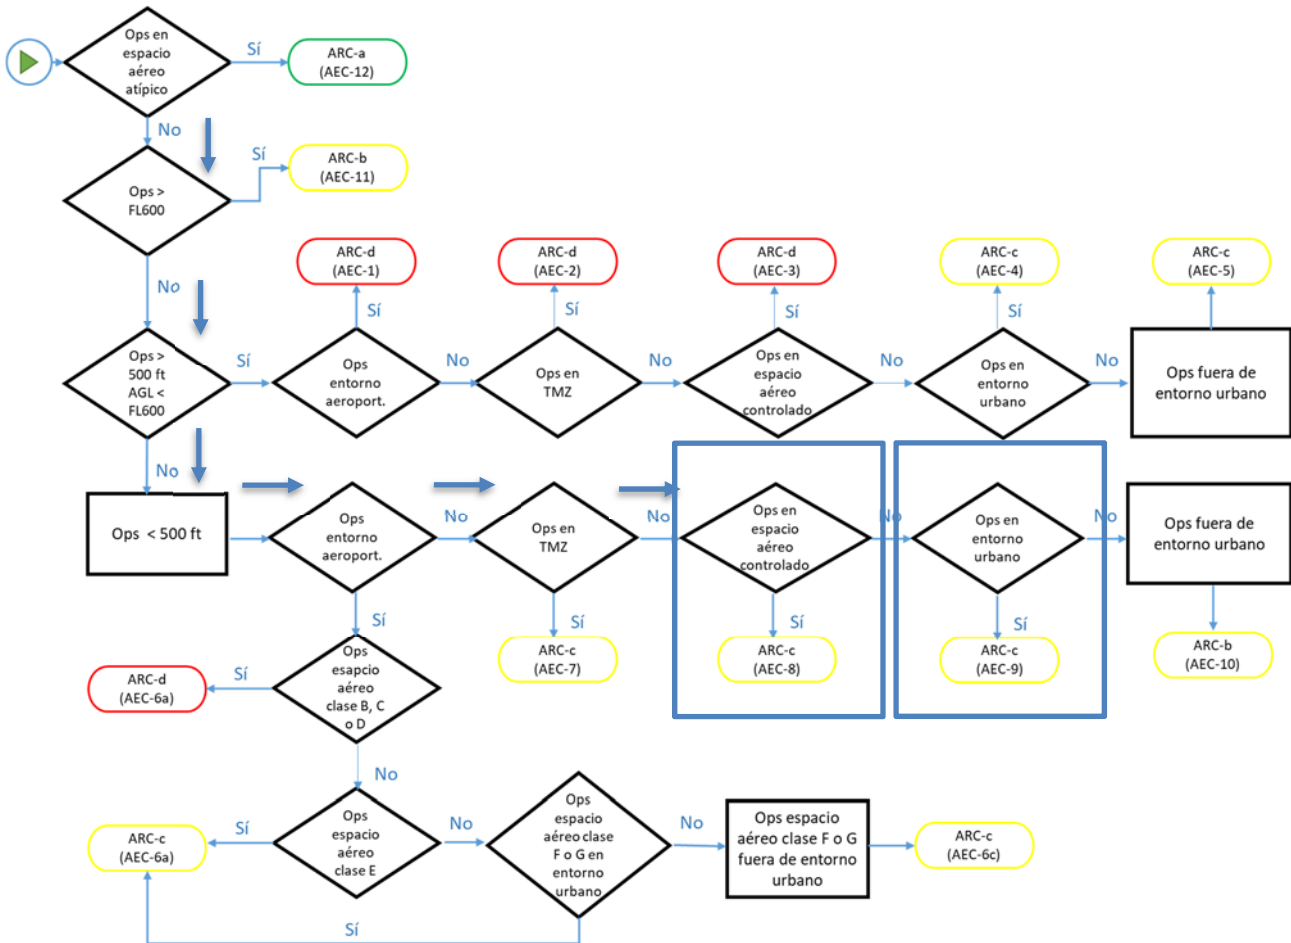 Ops en
espacio
aéreo
atípico
Sí
ARC-a
(AEC-12)
No
Ops >
FL600
Sí
ARC-b
(AEC-11)
No
Ops >
500 ft
AGL <
FL600
Sí
Ops
entorno
aeroport.
Sí
ARC-d
(AEC-1)
No
Ops en
TMZ
Sí
ARC-d
(AEC-2)
No
Ops en
espacio
aéreo
controlado
Sí
ARC-d
(AEC-3)
No
Ops en
entorno
urbano
Sí
ARC-c
(AEC-4)
No
Ops fuera de
entorno urbano
ARC-c
(AEC-5)
No
Ops < 500 ft
Ops
entorno
aeroport.
No
Ops en
TMZ
No
Ops en
espacio
aéreo
controlado
No
Ops en
entorno
urbano
No
Ops fuera de
entorno urbano
Sí
Sí
ARC-c
(AEC-7)
Sí
ARC-c
(AEC-8)
Sí
ARC-c
(AEC-9)
ARC-b
(AEC-10)
Ops
esapcio
aéreo
clase B, C
o D
Sí
ARC-d
(AEC-6a)
No
Ops
espacio
aéreo
clase E
Sí
ARC-c
(AEC-6a)
No
Ops
espacio
aéreo clase
F o G en
entorno
urbano
No
Ops espacio
aéreo clase F o G
fuera de entorno
urbano
ARC-c
(AEC-6c)
Sí